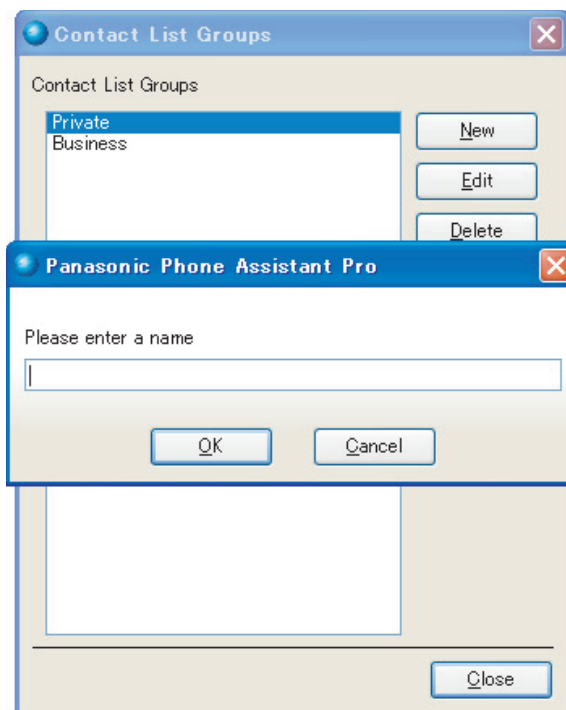 Contact List Groups
Contact List Groups
Private
Business
New
Edit
Delete
Panasonic Phone Assistant Pro
Please enter a name
OK
Cancel
Close